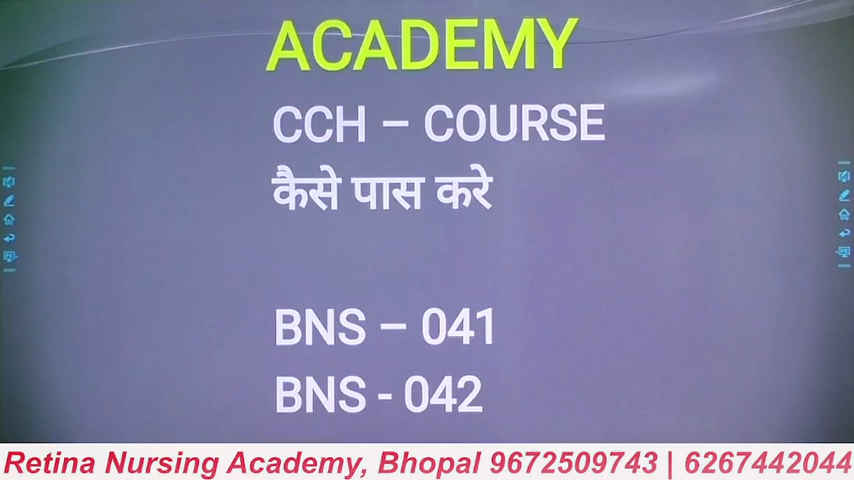 ACADEMY
CCH – COURSE
कैसे पास करे
BNS – 041
BNS - 042
Retina Nursing Academy, Bhopal 9672509743 | 6267442044